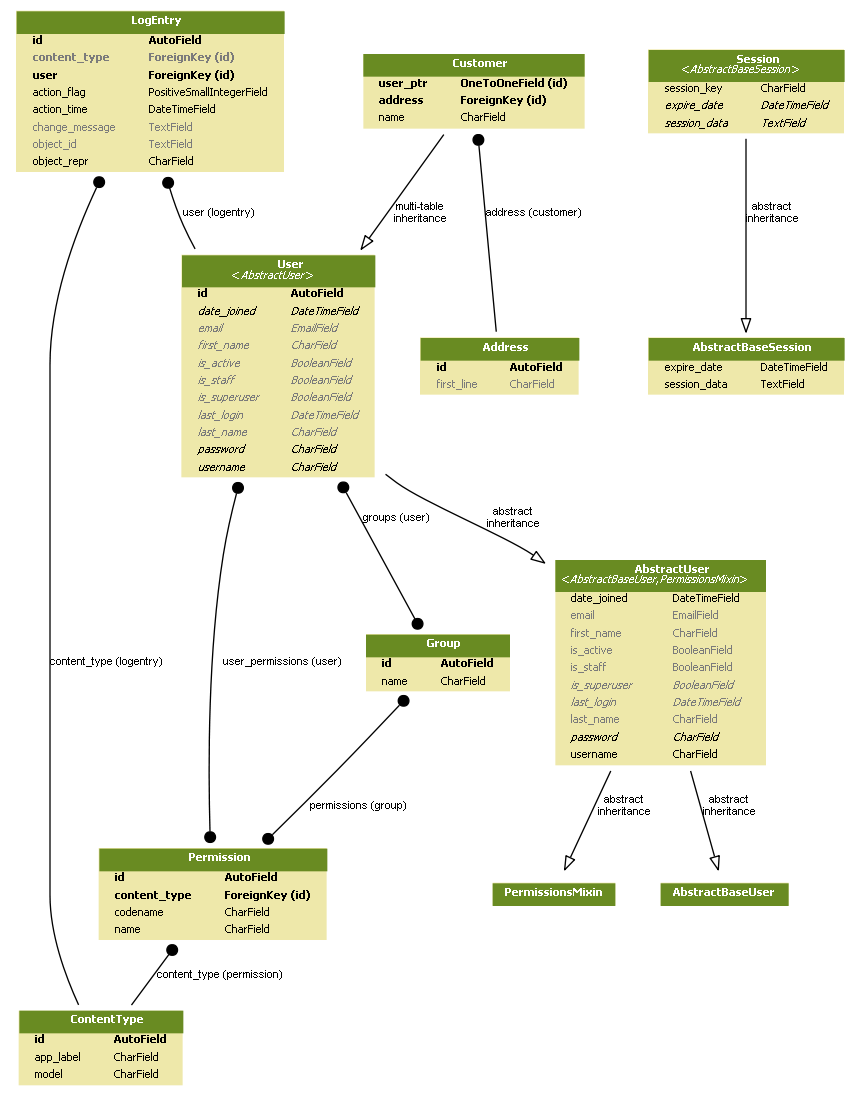 LogEntry
id AutoField
content_type ForeignKey (id)
user ForeignKey (id)
action_flag PositiveSmallIntegerField
action_time DateTimeField
change_message TextField
object_id TextField
object_repr CharField
Customer
user_ptr OneToOneField (id)
address ForeignKey (id)
name CharField
Session
<AbstractBaseSession>
session_key CharField
expire_date DateTimeField
session_data TextField
user (logentry)
multi-table
inheritance
address (customer)
abstract
inheritance
User
<AbstractUser>
id AutoField
date_joined DateTimeField
email EmailField
first_name CharField
is_active BooleanField
is_staff BooleanField
is_superuser BooleanField
last_login DateTimeField
last_name CharField
password CharField
username CharField
Address
id AutoField
first_line CharField
AbstractBaseSession
expire_date DateTimeField
session_data TextField
groups (user)
abstract
inheritance
AbstractUser
<AbstractBaseUser,PermissionsMixin>
date_joined DateTimeField
email EmailField
first_name CharField
is_active BooleanField
is_staff BooleanField
is_superuser BooleanField
last_login DateTimeField
last_name CharField
password CharField
username CharField
Group
id AutoField
name CharField
content_type (logentry)
user_permissions (user)
permissions (group)
abstract
inheritance
abstract
inheritance
Permission
id AutoField
content_type ForeignKey (id)
codename CharField
name CharField
PermissionsMixin
AbstractBaseUser
content_type (permission)
ContentType
id AutoField
app_label CharField
model CharField